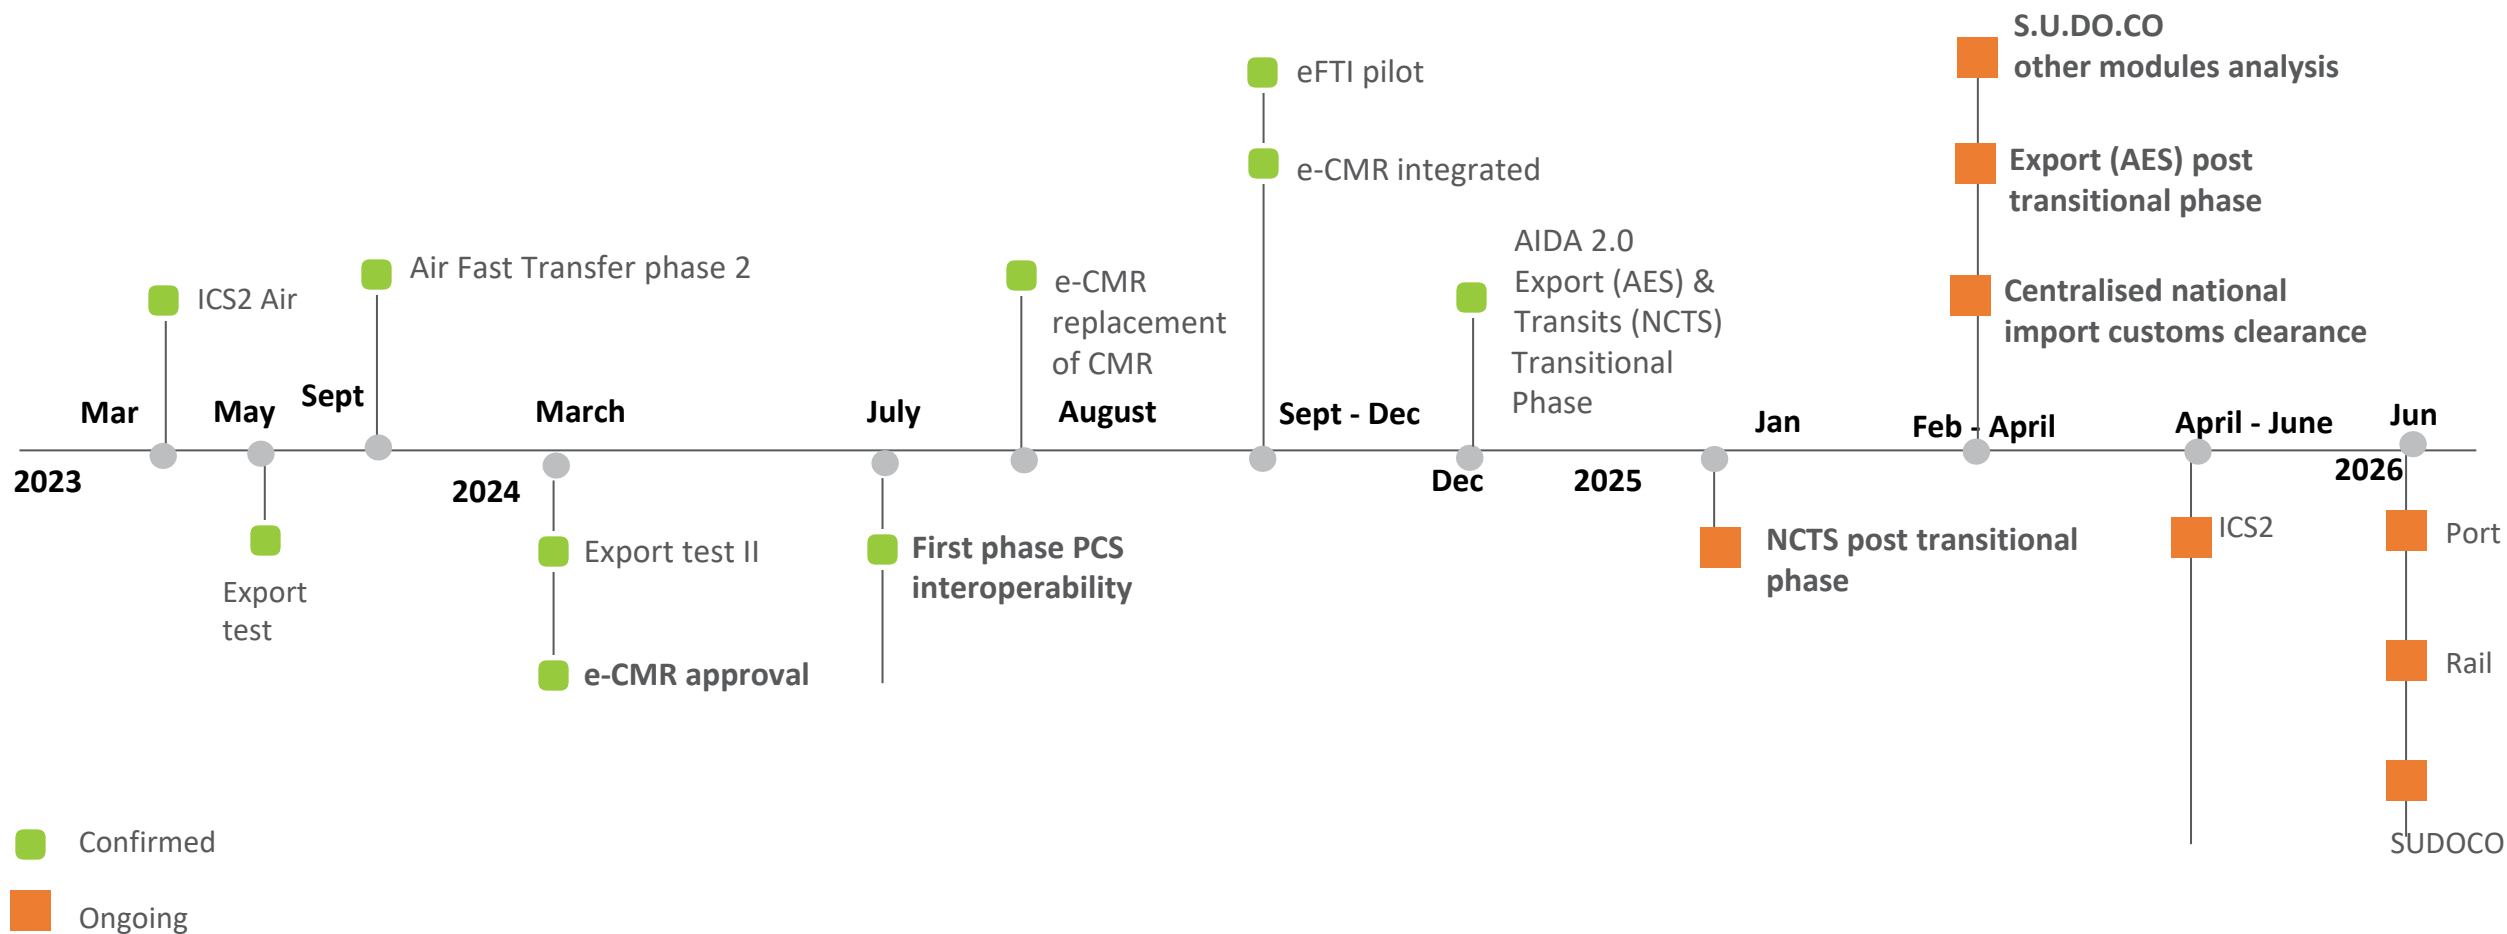 S.U.DO.CO
other modules analysis
eFTI pilot
e-CMR integrated
Export (AES) post
transitional phase
AIDA 2.0
Export (AES) &
Transits (NCTS)
Transitional
Phase
Air Fast Transfer phase 2
ICS2 Air
e-CMR
replacement
of CMR
Centralised national
import customs clearance
Mar
May
Sept
March
July
August
Sept - Dec
Jan
Feb - April
April - June
Jun
2023
2024
Dec
2025
2026
Export
test
Export test II
e-CMR approval
First phase PCS
interoperability
NCTS post transitional
phase
ICS2
Port
Rail
SUDOCO
Confirmed
Ongoing